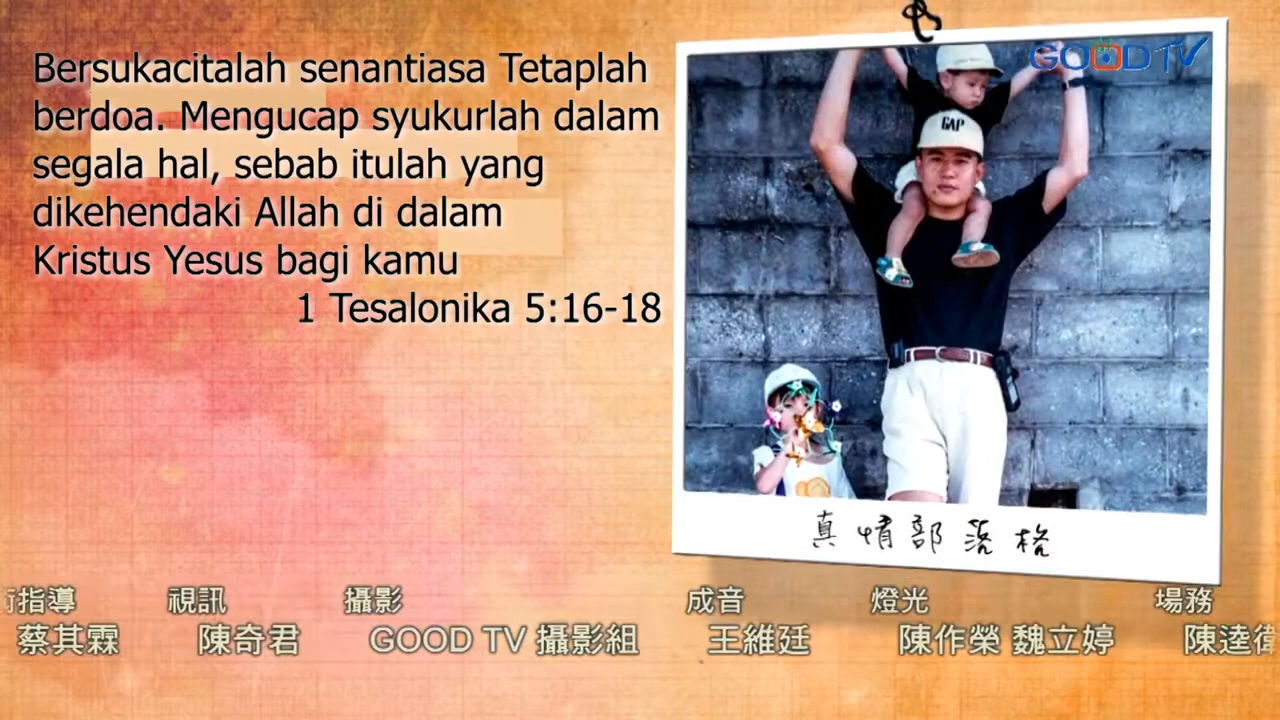 Bersukacitalah senantiasa Tetaplah
berdoa. Mengucap syukurlah dalam
segala hal, sebab itulah yang
dikehendaki Allah di dalam
Kristus Yesus bagi kamu
1 Tesalonika 5:16-18
GOOD TV
GAP
真情部落格
指導 視訊 攝影 成音 燈光 場務
蔡其霖 陳奇君 GOOD TV 攝影組 王維廷 陳作榮 魏立婷 陳逵